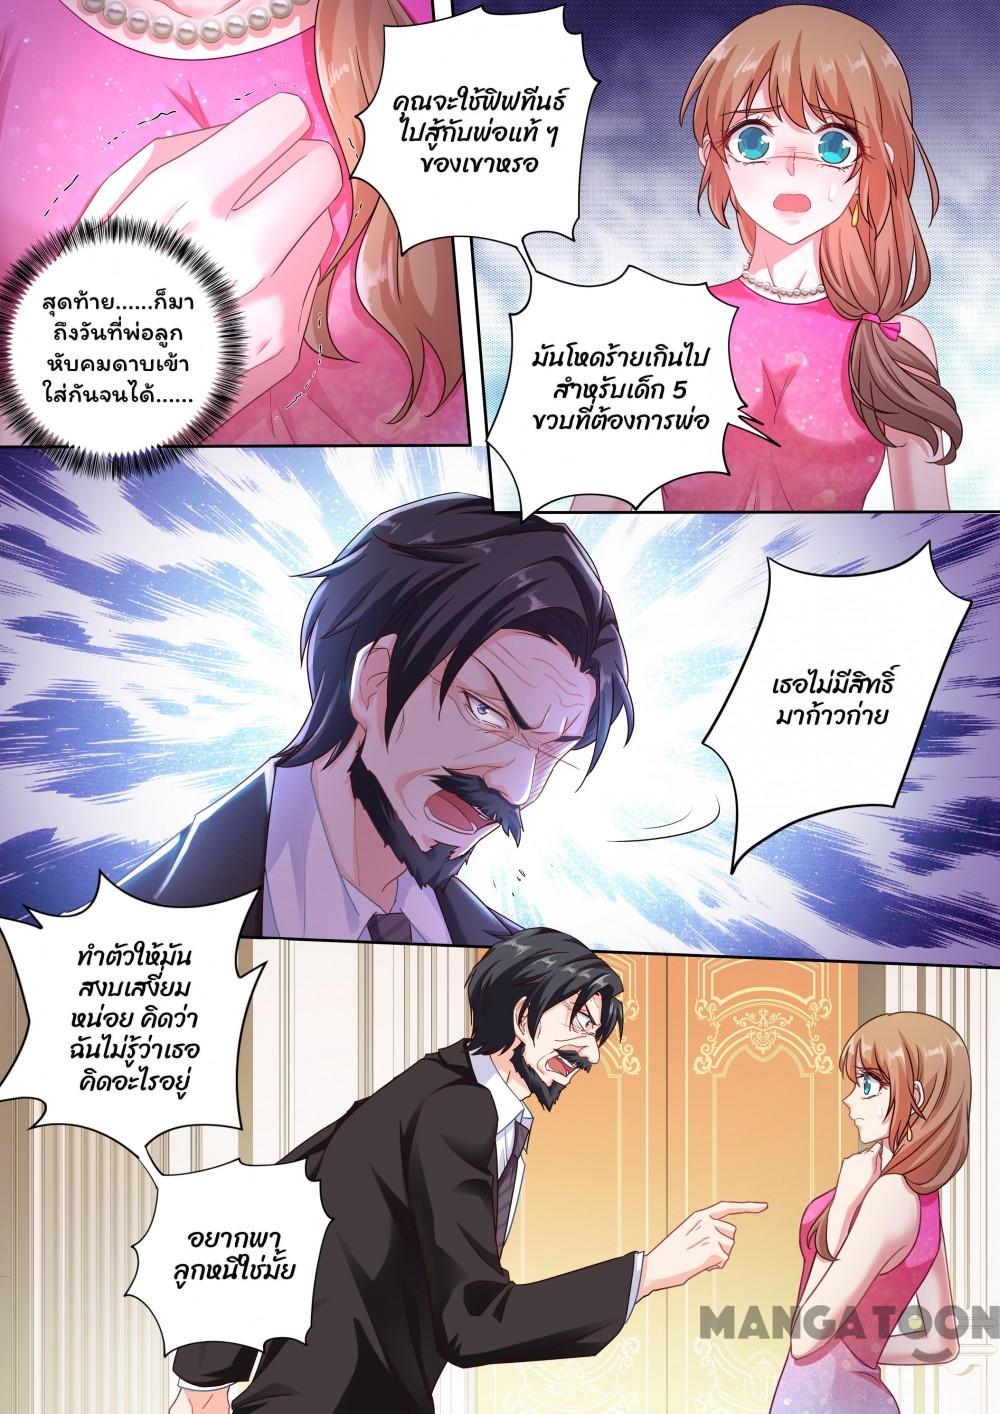 คุณจะใช้ฟิฟทีนธ์
ไปสู้กับพ่อแท้ ๆ
ของเขาหรอ
สุดท้าย......ก็มา
ถึงวันที่พ่อลูก
หับคมดาบเข้า
ใส่กันจนได้......
มันโหดร้ายเกินไป
สำหรับเด็ก 5
ขวบที่ต้องการพ่อ
เธอไม่มีสิทธิ์
มาก้าวก่าย
ทำตัวให้มัน
สงบเสงี่ยม
หน่อย คิดว่า
ฉันไม่รู้ว่าเธอ
คิดอะไรอยู่
อยากพา
ลูกหนีใช่มั้ย
MANGATOON